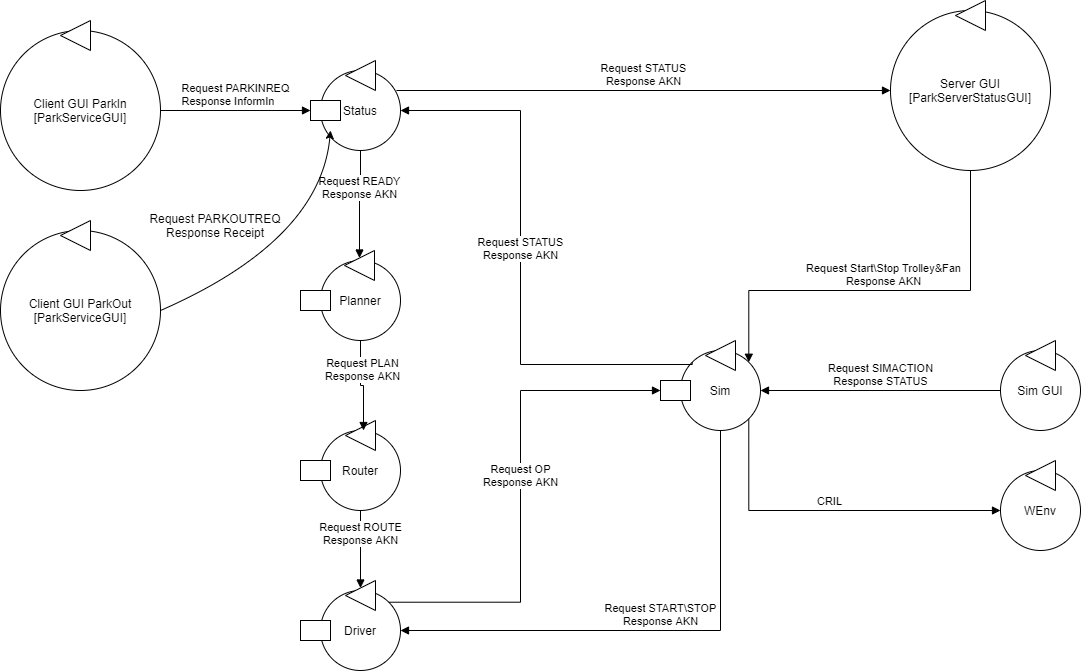 Request STATUS
Response AKN
Server GUI
[ParkServerStatusGUI]
Client GUI ParkIn
[ParkServiceGUI]
Request PARKINREQ
Response InformIn
Status
Request READY
Response AKN
Request PARKOUTREQ
Response Receipt
Client GUI ParkOut
[ParkServiceGUI]
Request STATUS
Response AKN
Request Start\Stop Trolley&Fan
Response AKN
Planner
Request PLAN
Response AKN
Sim
Request SIMACTION
Response STATUS
Sim GUI
Router
Request OP
Response AKN
CRIL
WEnv
Request ROUTE
Response AKN
Request START\STOP
Response AKN
Driver